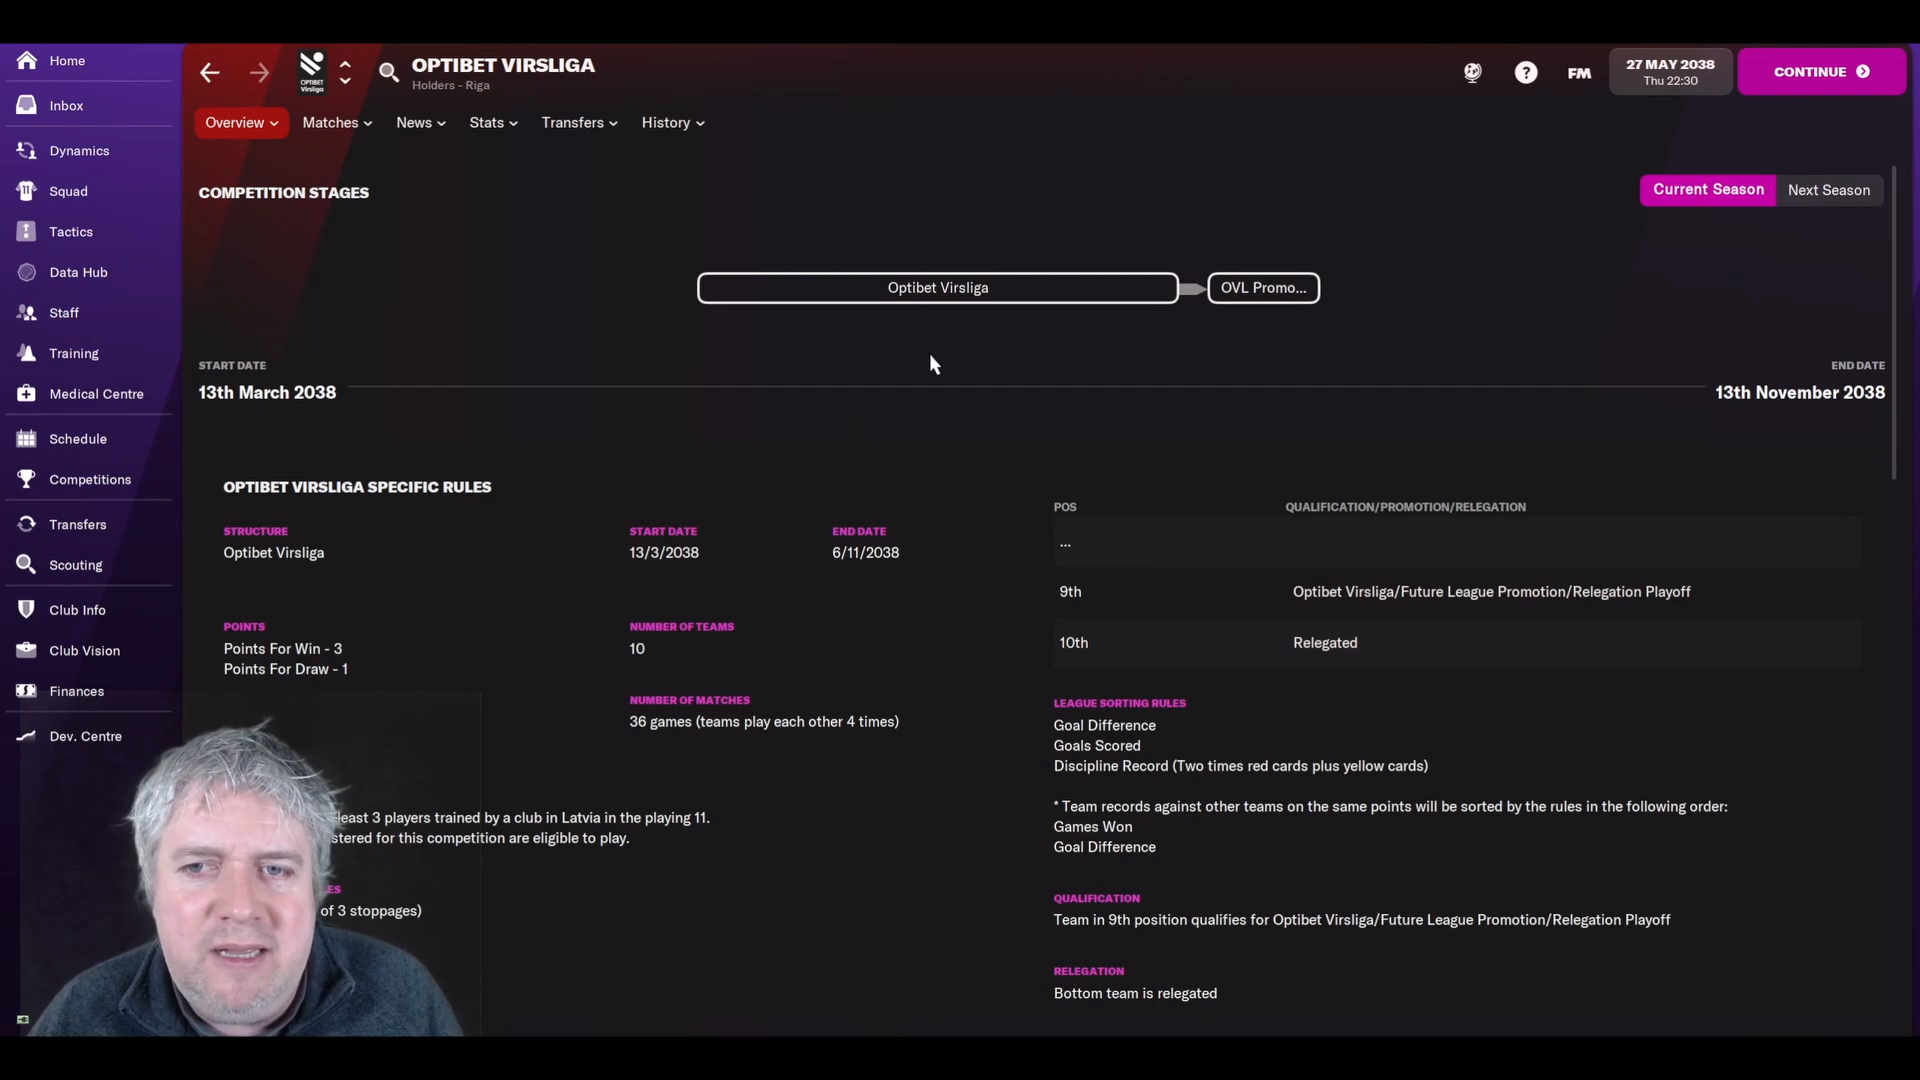 Home
Inbox
Dynamics
Squad
Tactics
Data Hub
Staff
Training
Medical Centre
Schedule
Competitions
Transfers
Scouting
Club Info
Club Vision
Finances
Dev. Centre
OPTIBET
Virsliga
OPTIBET VIRSLIGA
Holders - Riga
FM
27 MAY 2038
Thu 22:30
CONTINUE
Overview
Matches
News
Stats
Transfers
History
COMPETITION STAGES
Current Season
Next Season
Optibet Virsliga
OVL Promo...
START DATE
13th March 2038
END DATE
13th November 2038
OPTIBET VIRSLIGA SPECIFIC RULES
STRUCTURE
Optibet Virsliga
START DATE
13/3/2038
END DATE
6/11/2038
POINTS
Points For Win - 3
Points For Draw - 1
NUMBER OF TEAMS
10
NUMBER OF MATCHES
36 games (teams play each other 4 times)
least 3 players trained by a club in Latvia in the playing 11.
stered for this competition are eligible to play.
ES
of 3 stoppages)
POS
QUALIFICATION/PROMOTION/RELEGATION
...
9th
Optibet Virsliga/Future League Promotion/Relegation Playoff
10th
Relegated
LEAGUE SORTING RULES
Goal Difference
Goals Scored
Discipline Record (Two times red cards plus yellow cards)
* Team records against other teams on the same points will be sorted by the rules in the following order:
Games Won
Goal Difference
QUALIFICATION
Team in 9th position qualifies for Optibet Virsliga/Future League Promotion/Relegation Playoff
RELEGATION
Bottom team is relegated